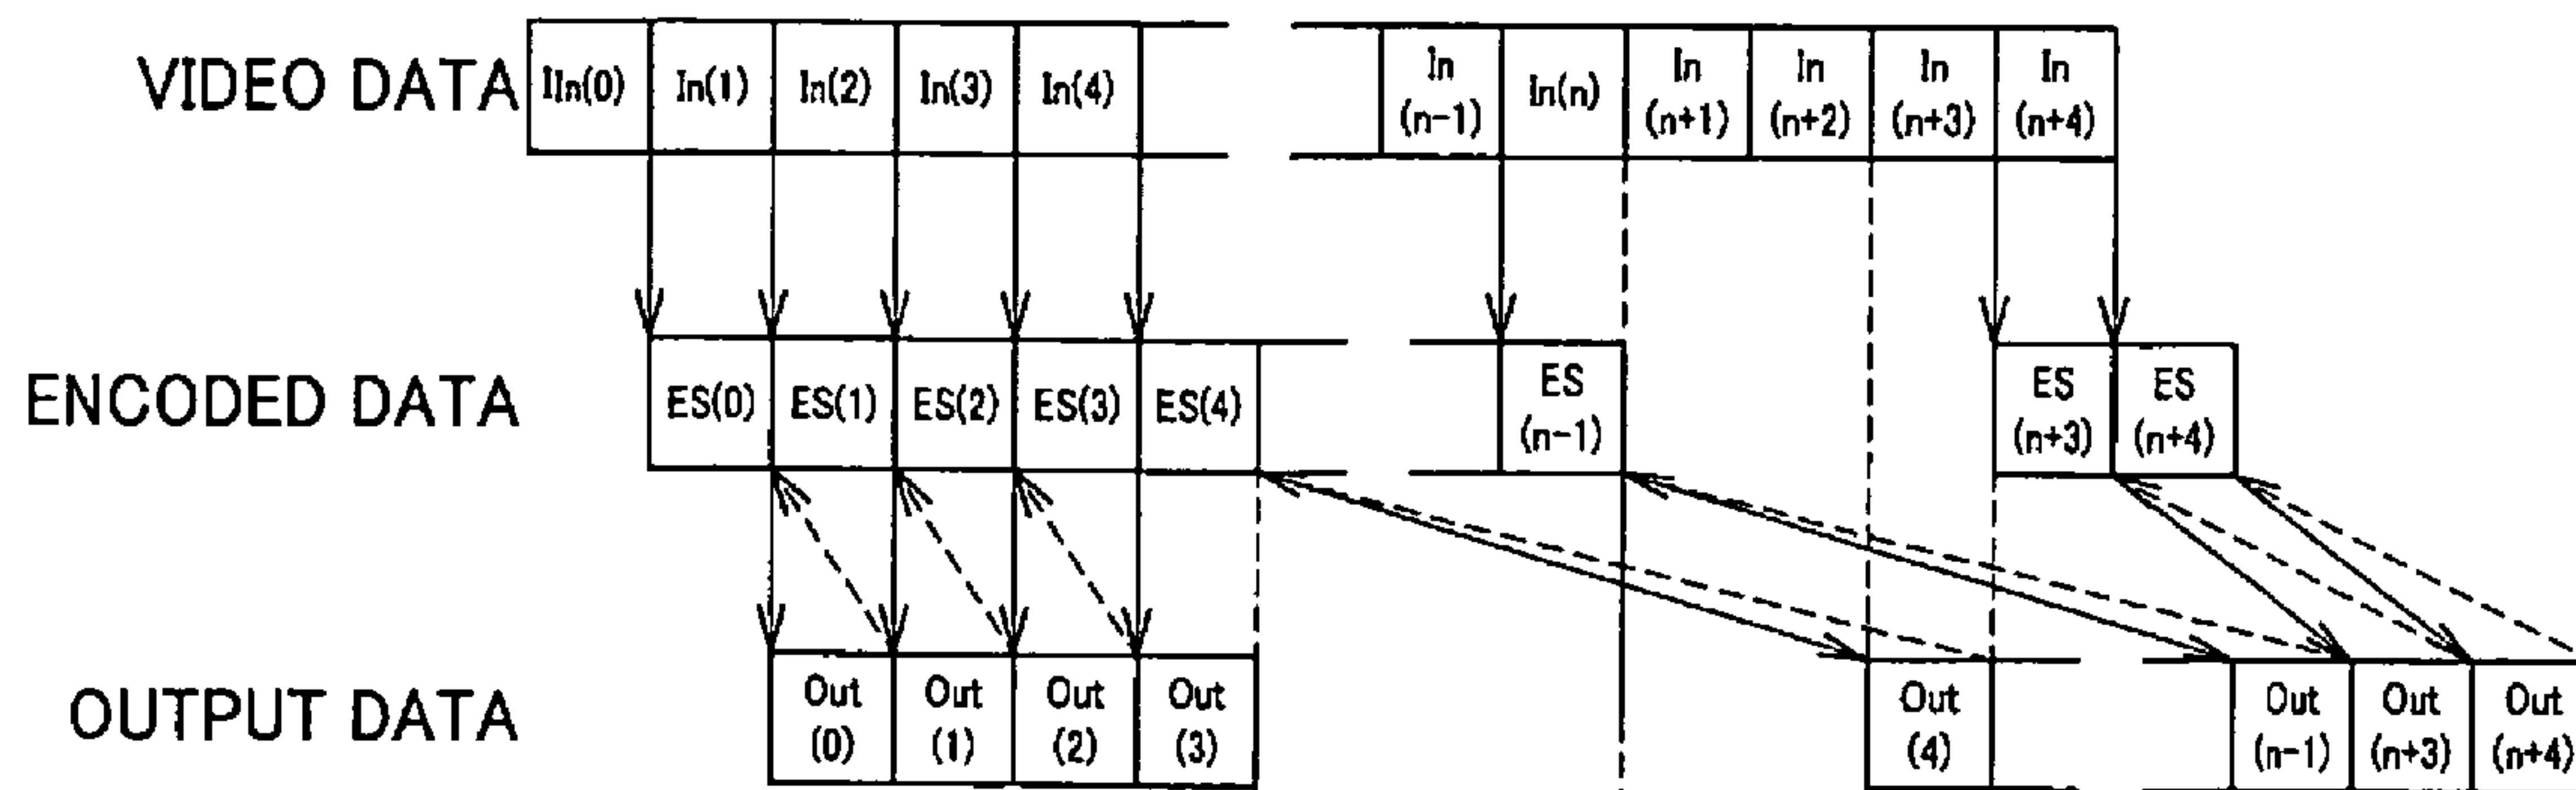 VIDEO DATA
IIn(0) In(1) In(2) In(3) In(4) In In(n) In In In In
(n-1) (n+1) (n+2) (n+3) (n+4)
ENCODED DATA
ES(0) ES(1) ES(2) ES(3) ES(4) ES ES ES
(n-1) (n+3) (n+4)
OUTPUT DATA
Out Out Out Out Out Out Out Out
(0) (1) (2) (3) (4) (n-1) (n+3) (n+4)